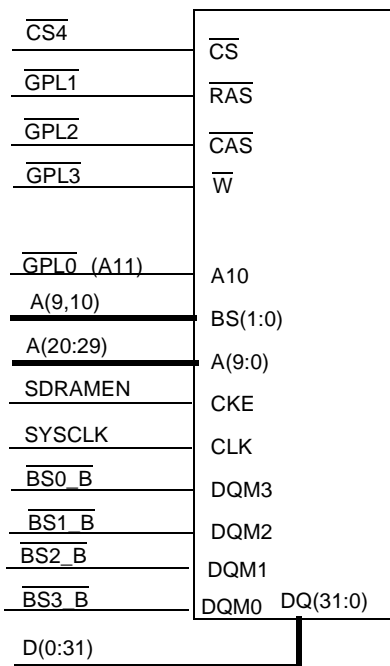 CS4
CS
GPL1
RAS
GPL2
CAS
GPL3
W
GPL0 (A11)
A10
A(9,10)
BS(1:0)
A(20:29)
A(9:0)
SDRAMEN
CKE
SYSCLK
CLK
BS0_B
DQM3
BS1_B
DQM2
BS2_B
DQM1
BS3_B
DQM0 DQ(31:0)
D(0:31)